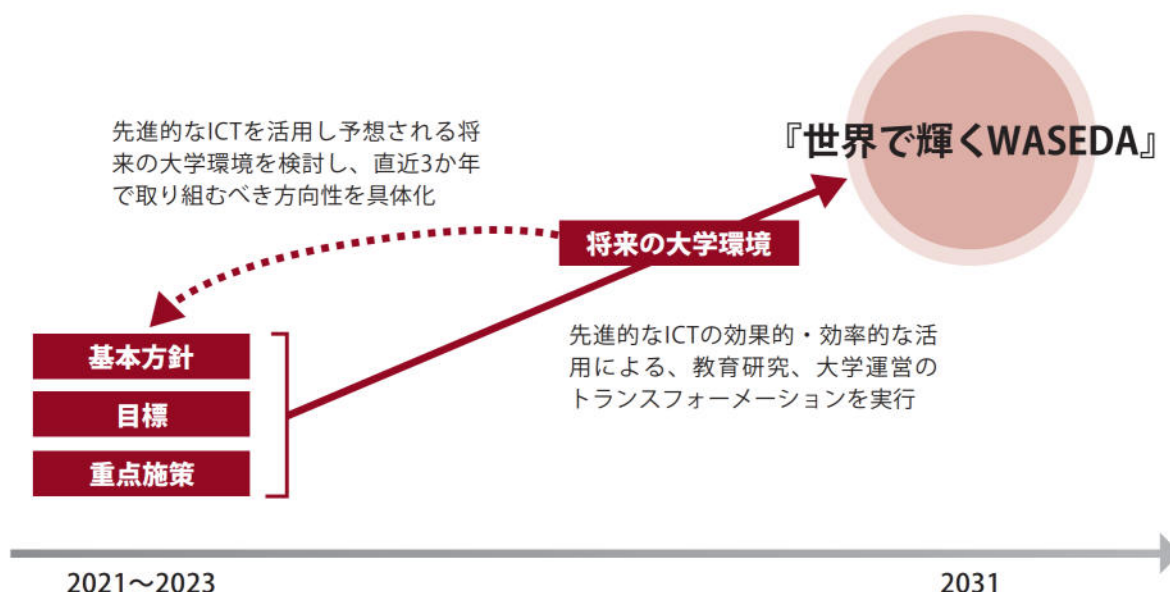 『世界で輝くWASEDA』
先進的なICTを活用し予想される将
来の大学環境を検討し、直近3か年
で取り組むべき方向性を具体化
将来の大学環境
基本方針
目標
重点施策
先進的なICTの効果的・効率的な活
用による、教育研究、大学運営の
トランスフォーメーションを実行
2021～2023
2031